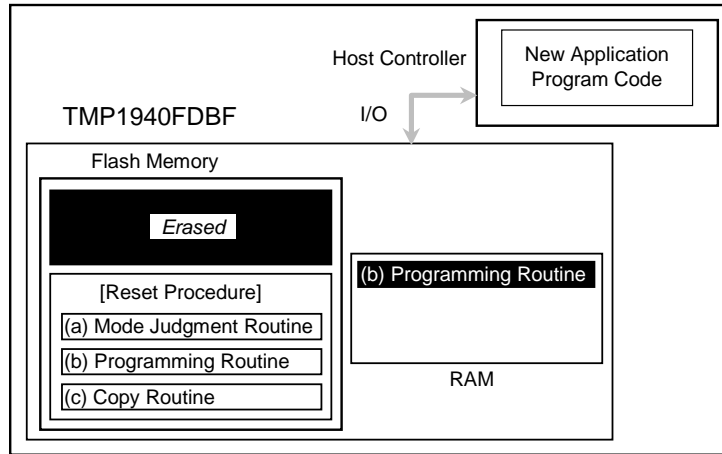 Host Controller
New Application
Program Code
TMP1940FDBF
I/O
Flash Memory
Erased
[Reset Procedure]
(a) Mode Judgment Routine
(b) Programming Routine
(c) Copy Routine
(b) Programming Routine
RAM